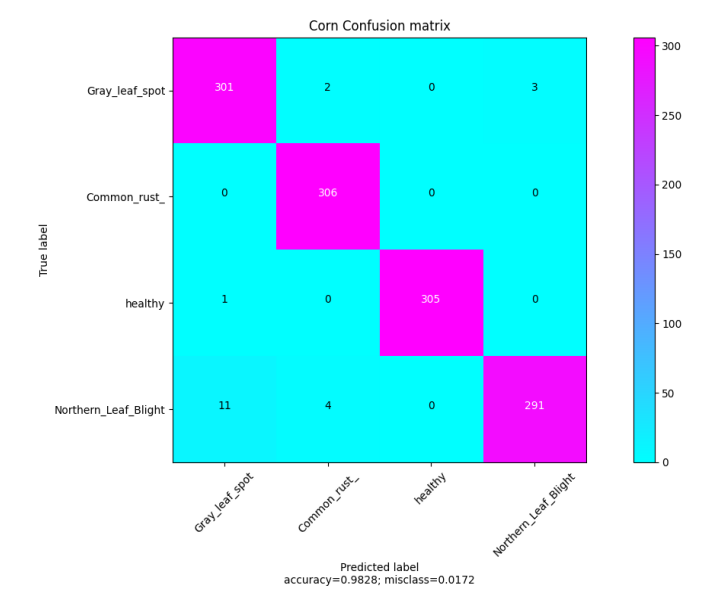 Corn Confusion matrix
Gray_leaf_spot 301 2 0 3
Common_rust_ 0 306 0 0
healthy 1 0 305 0
Northern_Leaf_Blight 11 4 0 291
True label
Gray_leaf_spot Common_rust_ healthy Northern_Leaf_Blight
Predicted label
accuracy=0.9828; misclass=0.0172
300
250
200
150
100
50
0